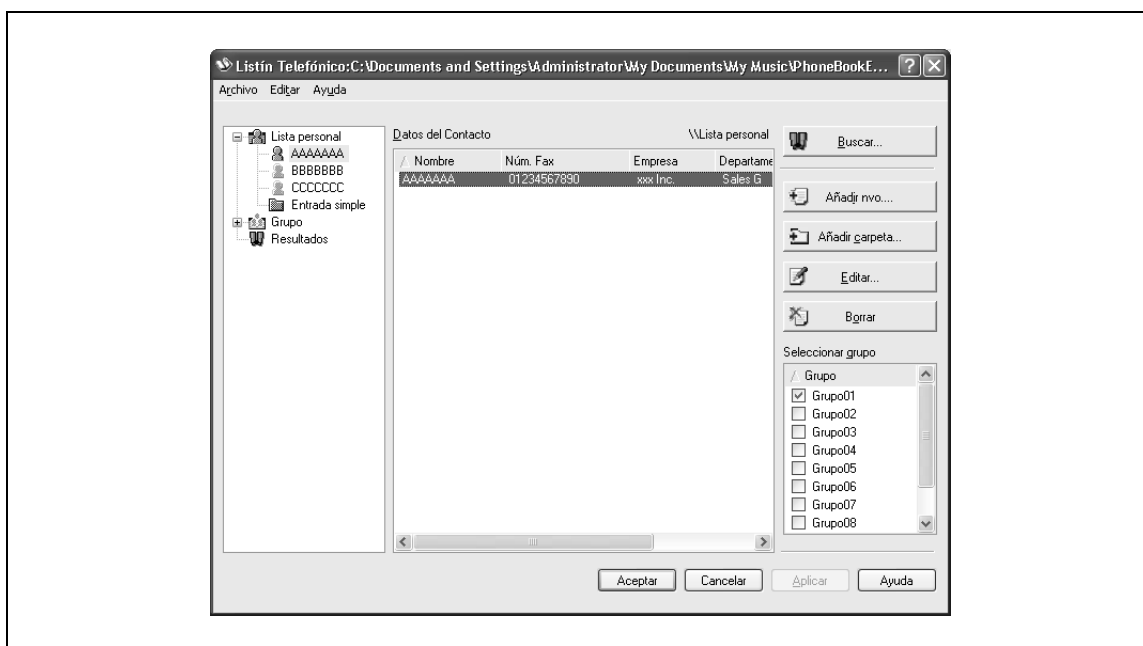 Listín Telefónico:C:\Documents and Settings\Administrator\My Documents\My Music\PhoneBookE...
Archivo Editar Ayuda
Lista personal
AAAAAAA
BBBBBBB
CCCCCCC
Entrada simple
Grupo
Resultados
Datos del Contacto \\Lista personal
Nombre Núm. Fax Empresa Departame
AAAAAAA 01234567890 xxx Inc. Sales G
Buscar...
Añadir nvo....
Añadir carpeta...
Editar...
Borrar
Seleccionar grupo
Grupo
Grupo01
Grupo02
Grupo03
Grupo04
Grupo05
Grupo06
Grupo07
Grupo08
Aceptar Cancelar Aplicar Ayuda